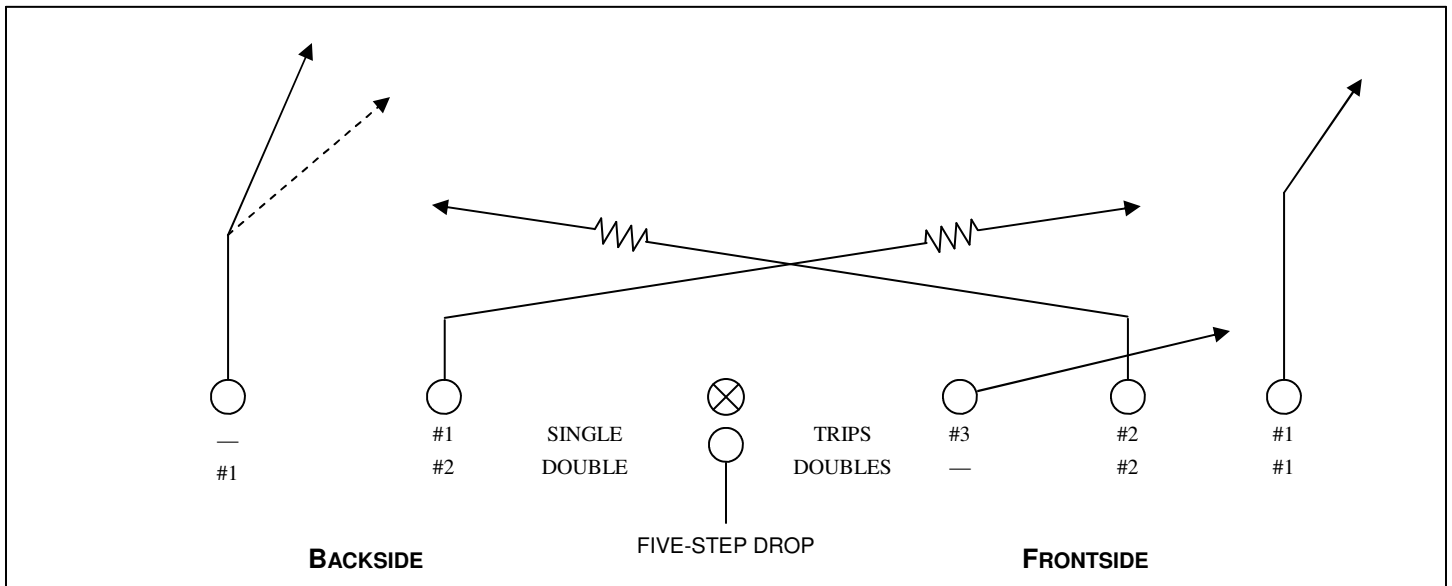 — #1 SINGLE TRIPS #3 #2 #1
#1 #2 DOUBLE DOUBLES — #2 #1
FIVE-STEP DROP
BACKSIDE FRONTSIDE